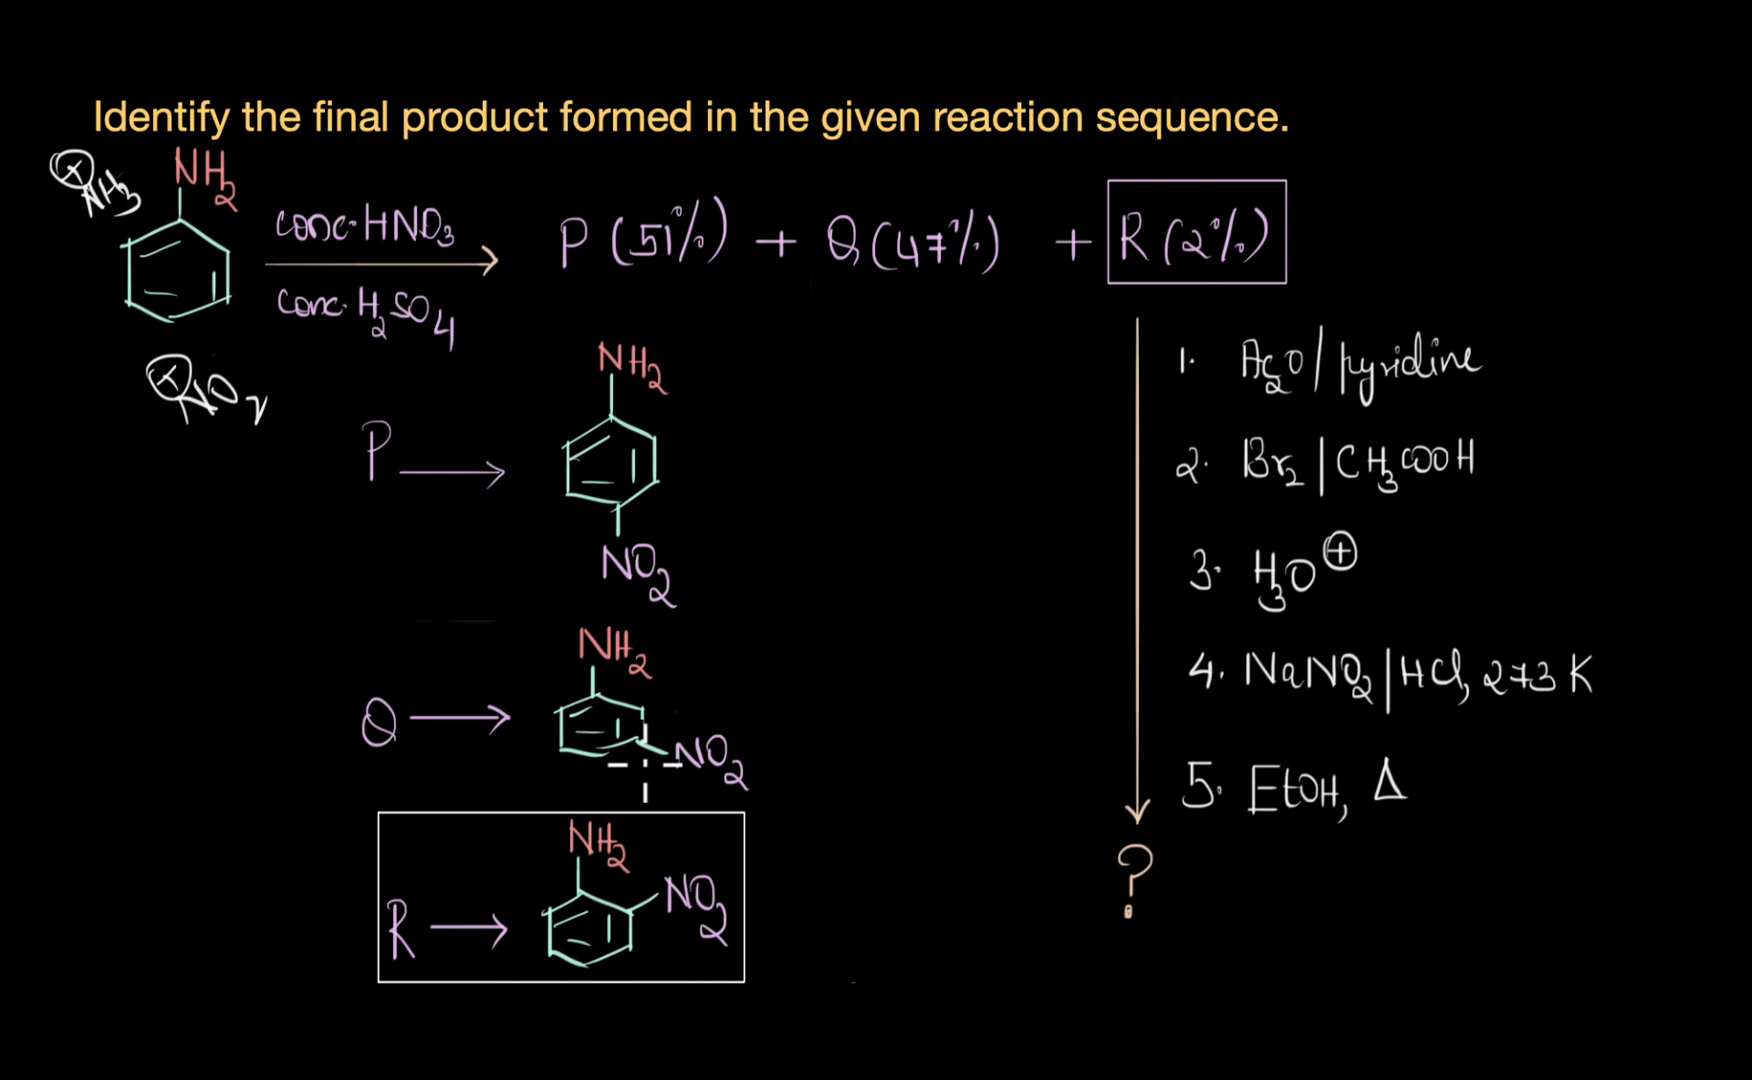 Identify the final product formed in the given reaction sequence.
⊕NH3
NH2
conc. HNO3
conc. H2SO4
P (51%) + Q (47%) + R (2%)
⊕NO2
P → NH2
NO2
Q → NH2
NO2
R → NH2
NO2
1. Ac2O / pyridine
2. Br2 | CH3COOH
3. H3O⊕
4. NaNO2 | HCl, 273 K
5. EtOH, Δ
?